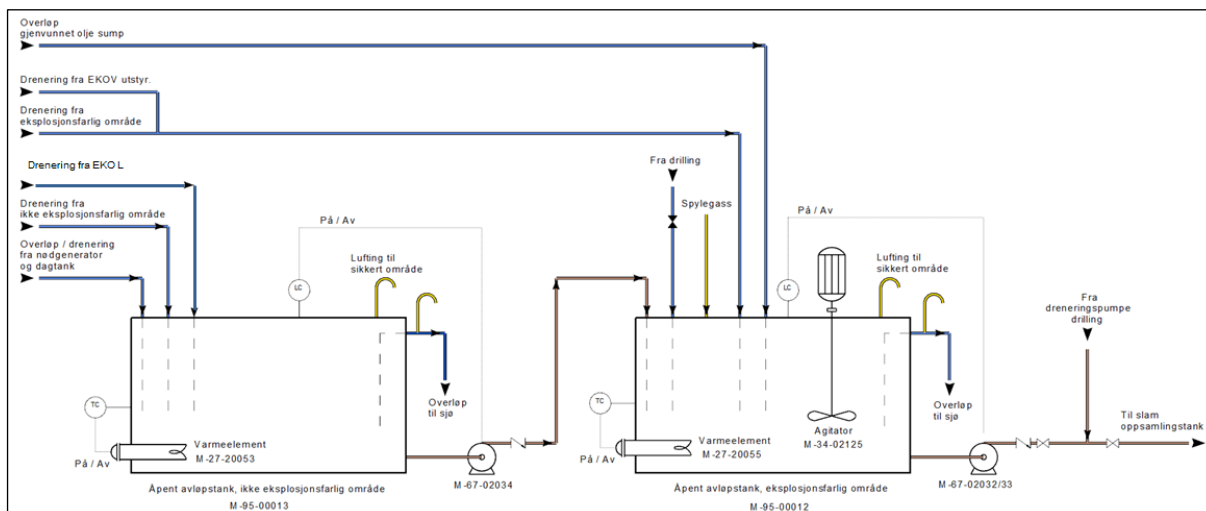 Overløp
gjenvunnet olje sump
Drenering fra EKOV utstyr.
Drenering fra
eksplosjonsfarlig område
Drenering fra EKO L
Drenering fra
ikke eksplosjonsfarlig område
Overløp / drenering
fra nødgenerator
og dagtank
På / Av
LC
Lufting til
sikkert område
Overløp
til sjø
TC
På / Av
Varmeelement
M-27-20053
M-67-02034
Åpent avløpstank, ikke eksplosjonsfarlig område
M-95-00013
Fra drilling
Spylegass
På / Av
LC
Lufting til
sikkert område
Overløp
til sjø
TC
På / Av
Varmeelement
M-27-20055
Agitator
M-34-02125
M-67-02032/33
Åpent avløpstank, eksplosjonsfarlig område
M-95-00012
Fra
dreneringspumpe
drilling
Til slam
oppsamlingstank